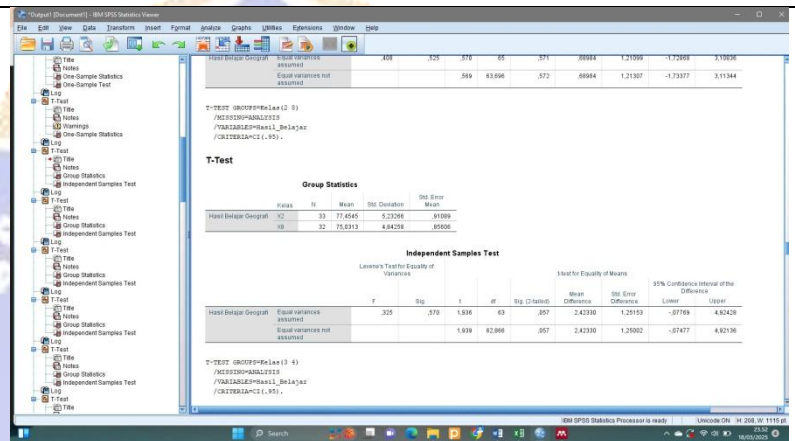 *Output1 [Document1] - IBM SPSS Statistics Viewer
File Edit View Data Transform Insert Format Analyze Graphs Utilities Extensions Window Help
Title
Notes
One-Sample Statistics
One-Sample Test
Log
T-Test
Title
Notes
Warnings
One-Sample Statistics
Log
T-Test
Title
Notes
Group Statistics
Independent Samples Test
Log
T-Test
Title
Notes
Group Statistics
Independent Samples Test
Log
T-Test
Title
Notes
Group Statistics
Independent Samples Test
Log
T-Test
Title
Notes
Group Statistics
Independent Samples Test
Log
T-Test
Title
Hasil Belajar Geografi Equal variances assumed ,408 ,525 ,570 65 ,571 ,68984 1,21099 -1,72868 3,10836
Equal variances not assumed ,569 63,696 ,572 ,68984 1,21307 -1,73377 3,11344
T-TEST GROUPS=Kelas(2 8)
/MISSING=ANALYSIS
/VARIABLES=Hasil_Belajar
/CRITERIA=CI(.95).
T-Test
Group Statistics
Kelas N Mean Std. Deviation Std. Error Mean
Hasil Belajar Geografi X2 33 77,4545 5,23266 ,91089
X8 32 75,0313 4,84258 ,85606
Independent Samples Test
Levene's Test for Equality of Variances t-test for Equality of Means
95% Confidence Interval of the Difference
F Sig. t df Sig. (2-tailed) Mean Difference Std. Error Difference Lower Upper
Hasil Belajar Geografi Equal variances assumed ,325 ,570 1,936 63 ,057 2,42330 1,25153 -,07769 4,92428
Equal variances not assumed 1,939 62,866 ,057 2,42330 1,25002 -,07477 4,92136
T-TEST GROUPS=Kelas(3 4)
/MISSING=ANALYSIS
/VARIABLES=Hasil_Belajar
/CRITERIA=CI(.95).
IBM SPSS Statistics Processor is ready Unicode:ON H: 208, W: 1115 pt.
Search
23.52
18/03/2025